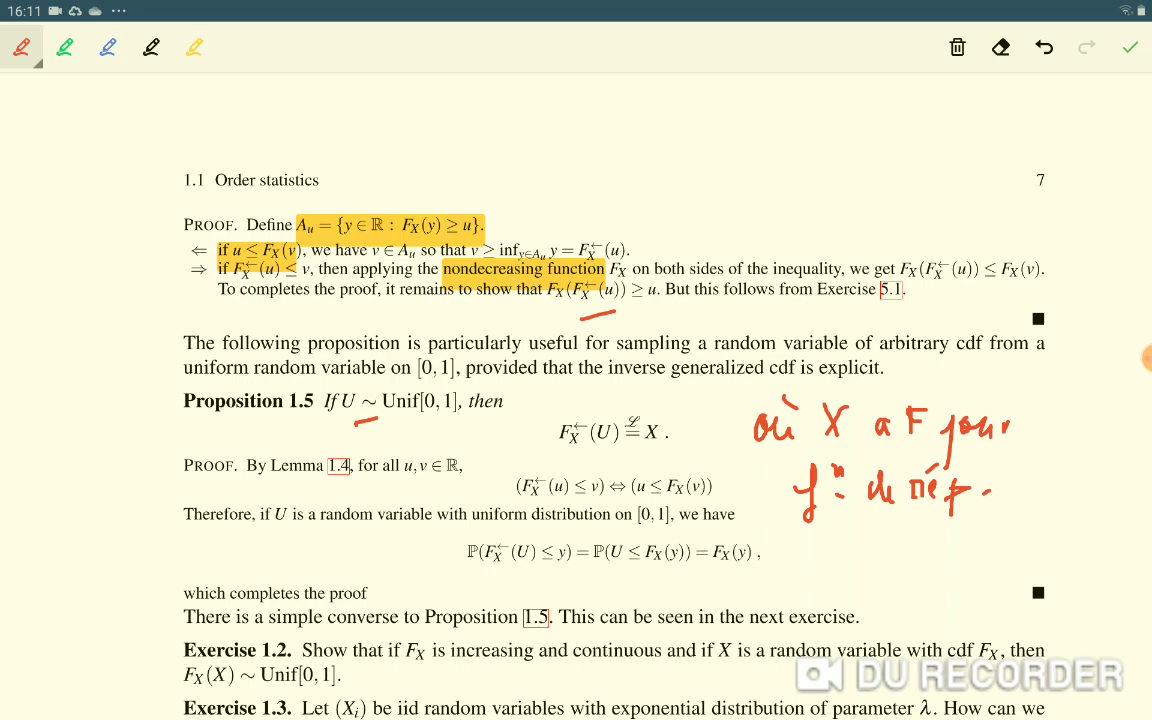 16:11
1.1 Order statistics 7
PROOF. Define A_u = {y ∈ ℝ : F_X(y) ≥ u}.
⇐ if u ≤ F_X(v), we have v ∈ A_u so that v ≥ inf_{y∈A_u} y = F_X^←(u).
⇒ if F_X^←(u) ≤ v, then applying the nondecreasing function F_X on both sides of the inequality, we get F_X(F_X^←(u)) ≤ F_X(v).
To completes the proof, it remains to show that F_X(F_X^←(u)) ≥ u. But this follows from Exercise 5.1.
■
The following proposition is particularly useful for sampling a random variable of arbitrary cdf from a
uniform random variable on [0,1], provided that the inverse generalized cdf is explicit.
Proposition 1.5 If U ∼ Unif[0,1], then
F_X^←(U) =^ℒ X .
où X a F pour
f^n de rép.
PROOF. By Lemma 1.4, for all u,v ∈ ℝ,
(F_X^←(u) ≤ v) ⇔ (u ≤ F_X(v))
Therefore, if U is a random variable with uniform distribution on [0,1], we have
ℙ(F_X^←(U) ≤ y) = ℙ(U ≤ F_X(y)) = F_X(y) ,
which completes the proof ■
There is a simple converse to Proposition 1.5. This can be seen in the next exercise.
Exercise 1.2. Show that if F_X is increasing and continuous and if X is a random variable with cdf F_X, then
F_X(X) ∼ Unif[0,1].
DU RECORDER
Exercise 1.3. Let (X_i) be iid random variables with exponential distribution of parameter λ. How can we